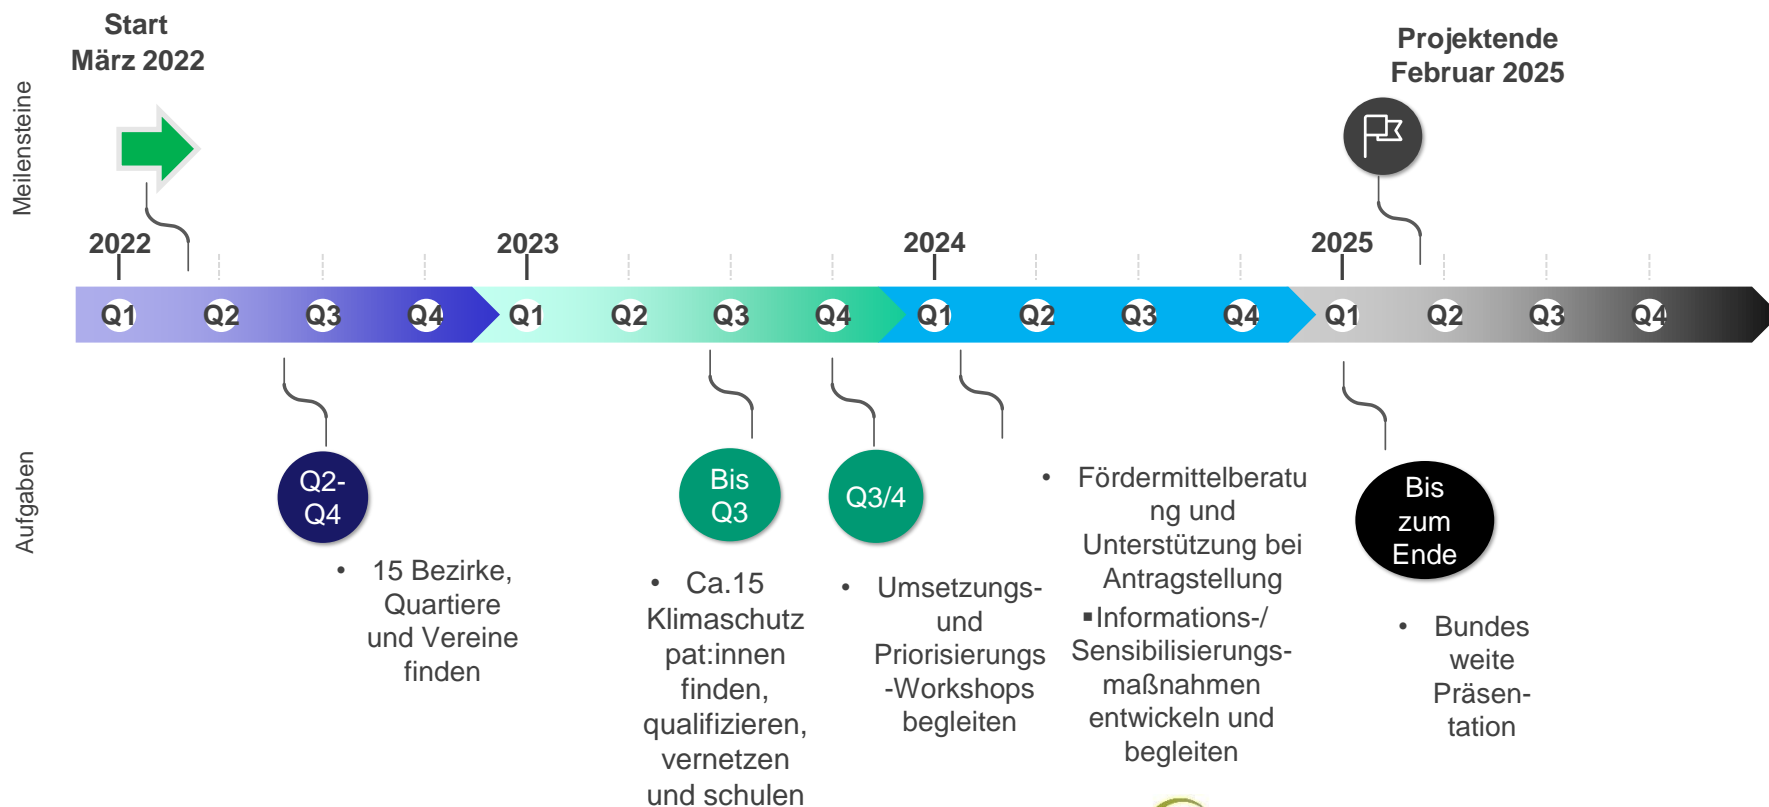 Start
März 2022
Projektende
Februar 2025
Meilensteine
2022
2023
2024
2025
Q1 Q2 Q3 Q4 Q1 Q2 Q3 Q4 Q1 Q2 Q3 Q4 Q1 Q2 Q3 Q4
Aufgaben
Q2-
Q4
• 15 Bezirke,
Quartiere
und Vereine
finden
Bis
Q3
• Ca.15
Klimaschutz
pat:innen
finden,
qualifizieren,
vernetzen
und schulen
Q3/4
• Umsetzungs-
und
Priorisierungs
-Workshops
begleiten
• Fördermittelberatu
ng und
Unterstützung bei
Antragstellung
▪Informations-/
Sensibilisierungs-
maßnahmen
entwickeln und
begleiten
Bis
zum
Ende
• Bundes
weite
Präsen-
tation